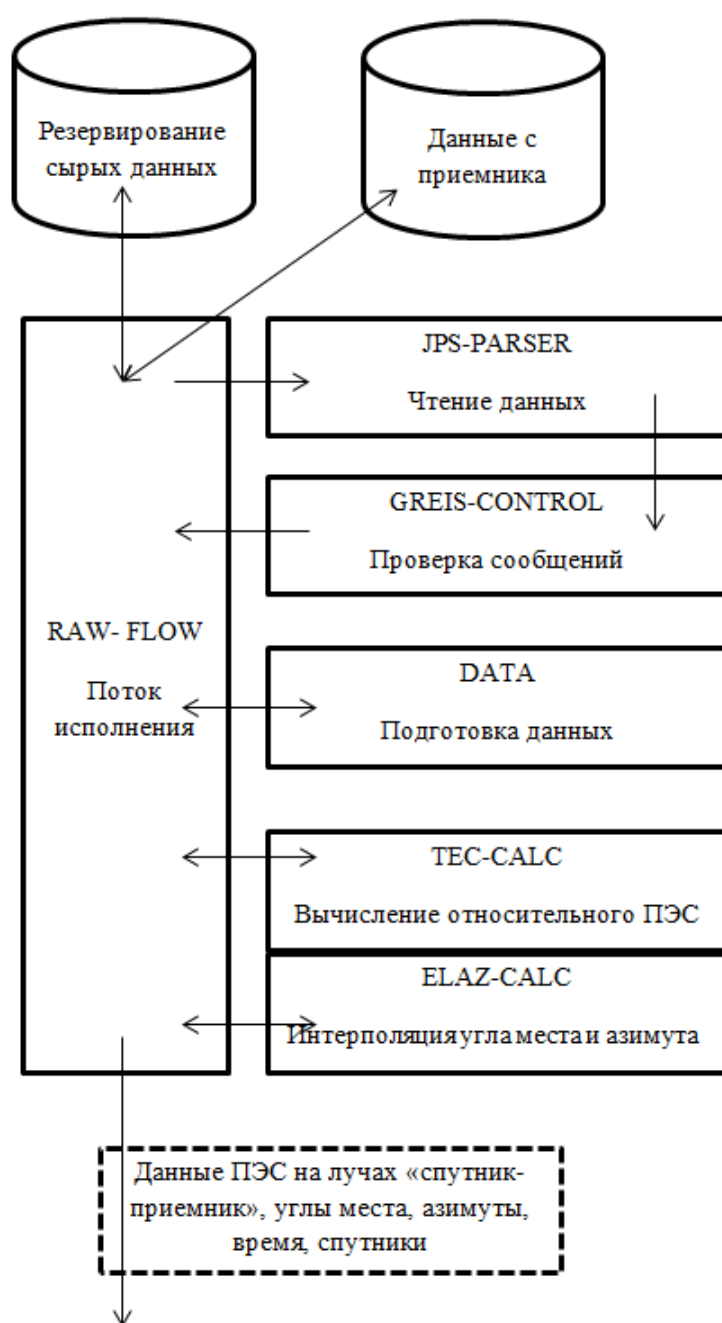 Резервирование
сырых данных
Данные с
приемника
JPS-PARSER
Чтение данных
GREIS-CONTROL
Проверка сообщений
RAW- FLOW
Поток
исполнения
DATA
Подготовка данных
TEC-CALC
Вычисление относительного ПЭС
ELAZ-CALC
Интерполяция угла места и азимута
Данные ПЭС на лучах «спутник-
приемник», углы места, азимуты,
время, спутники